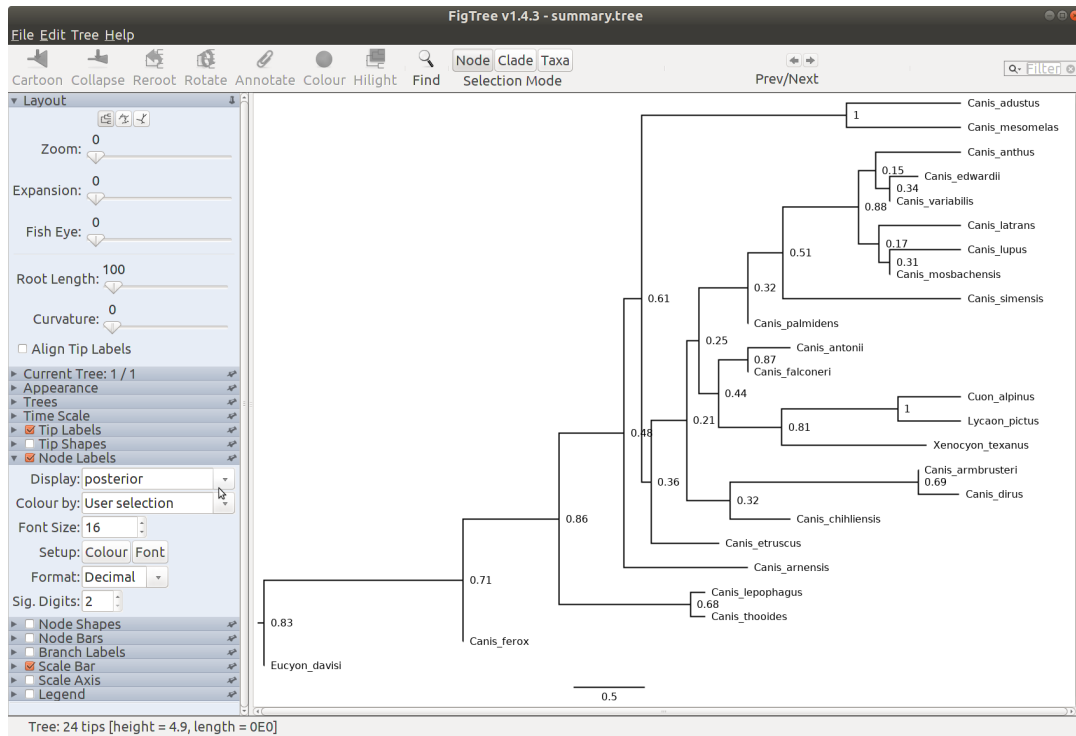 FigTree v1.4.3 - summary.tree
File Edit Tree Help
Cartoon Collapse Reroot Rotate Annotate Colour Hilight Find
Node Clade Taxa
Selection Mode
Prev/Next
Filter
Layout
Zoom: 0
Expansion: 0
Fish Eye: 0
Root Length: 100
Curvature: 0
Align Tip Labels
Current Tree: 1 / 1
Appearance
Trees
Time Scale
Tip Labels
Tip Shapes
Node Labels
Display: posterior
Colour by: User selection
Font Size: 16
Setup: Colour Font
Format: Decimal
Sig. Digits: 2
Node Shapes
Node Bars
Branch Labels
Scale Bar
Scale Axis
Legend
Canis_adustus
1
Canis_mesomelas
Canis_anthus
0.15
Canis_edwardii
0.34
Canis_variabilis
0.88
Canis_latrans
0.17
Canis_lupus
0.31
Canis_mosbachensis
0.51
Canis_simensis
0.32
0.61
Canis_palmidens
0.25
Canis_antonii
0.87
Canis_falconeri
0.44
Cuon_alpinus
1
Lycaon_pictus
0.21
0.81
0.48
Xenocyon_texanus
Canis_armbrusteri
0.69
0.36
Canis_dirus
0.32
Canis_chihliensis
0.86
Canis_etruscus
Canis_arnensis
0.71
Canis_lepophagus
0.68
Canis_thooides
0.83
Canis_ferox
Eucyon_davisi
0.5
Tree: 24 tips [height = 4.9, length = 0E0]